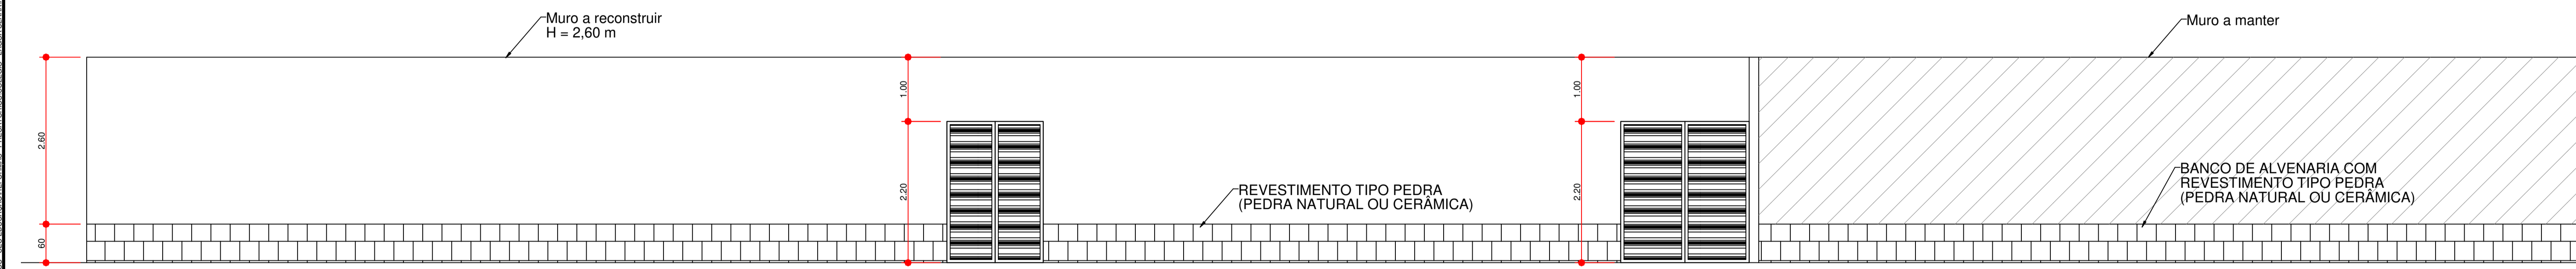 Muro a reconstruir
H = 2,60 m
Muro a manter
1.00
1.00
2.60
2.20
2.20
60
REVESTIMENTO TIPO PEDRA
(PEDRA NATURAL OU CERÂMICA)
BANCO DE ALVENARIA COM
REVESTIMENTO TIPO PEDRA
(PEDRA NATURAL OU CERÂMICA)